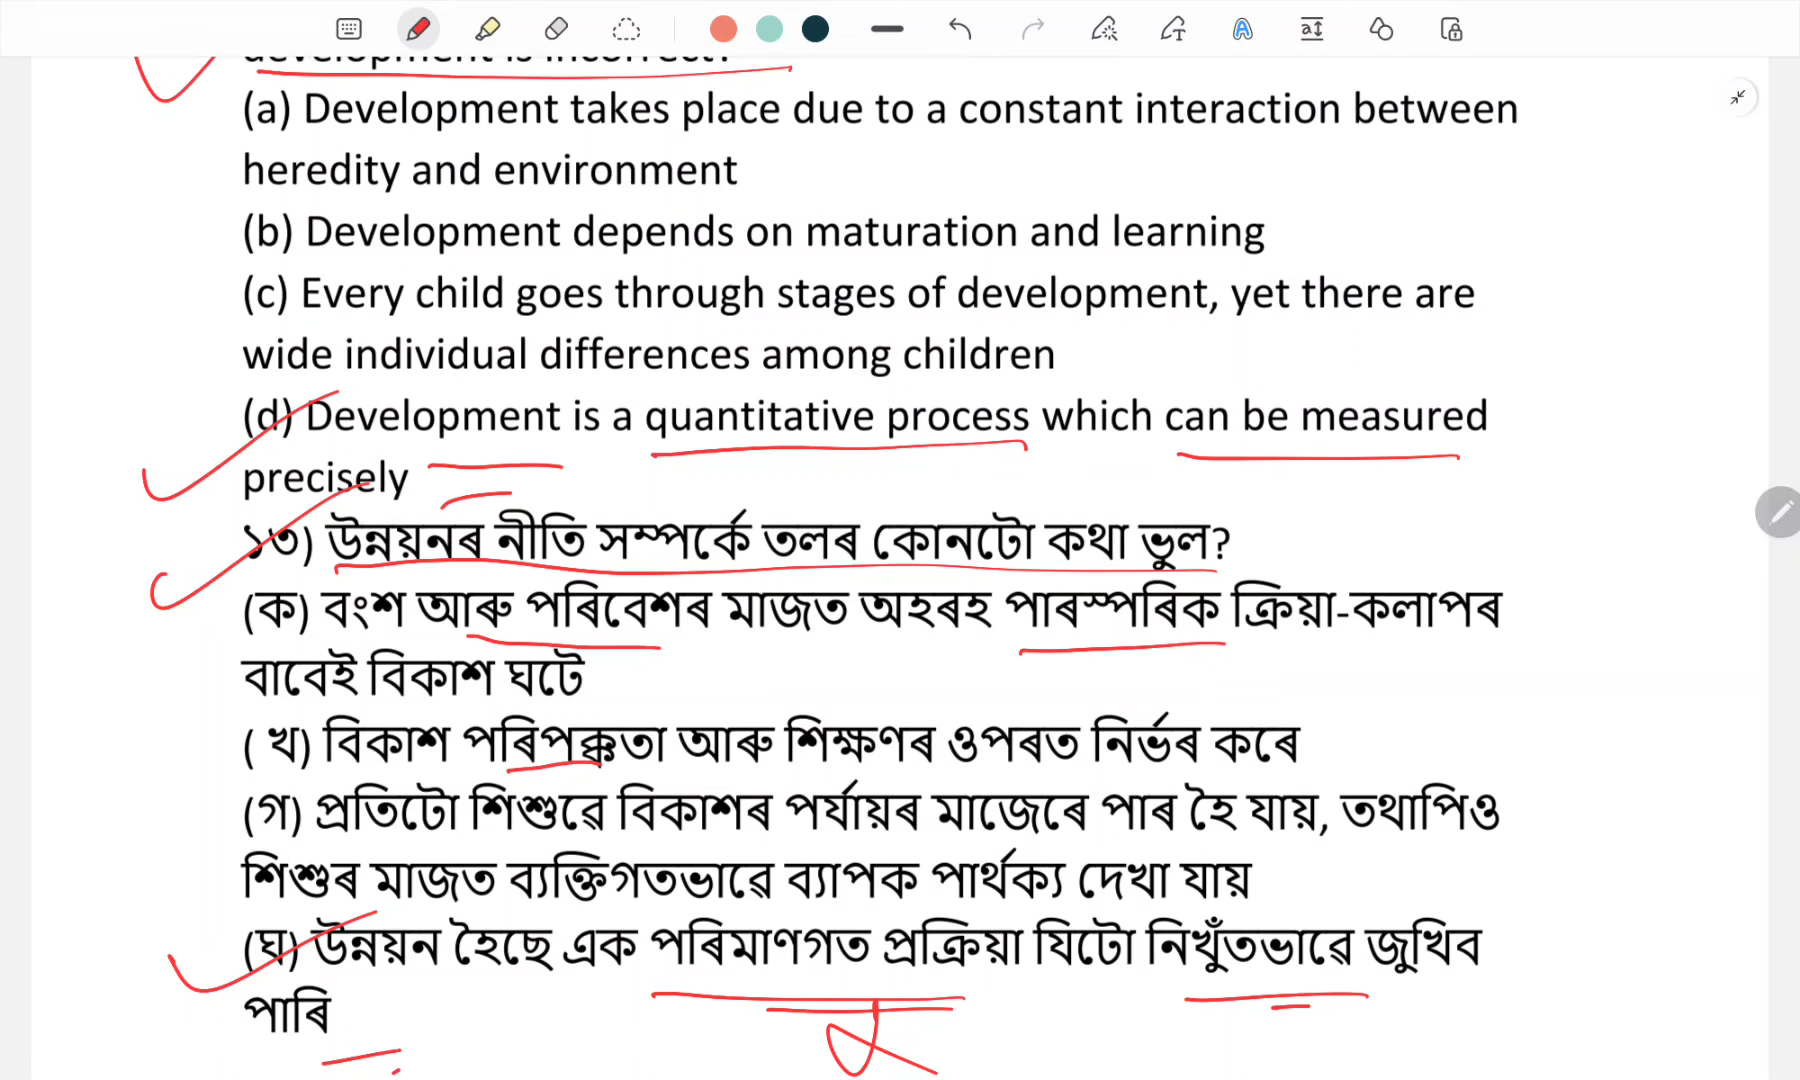 development is incorrect?
(a) Development takes place due to a constant interaction between
heredity and environment
(b) Development depends on maturation and learning
(c) Every child goes through stages of development, yet there are
wide individual differences among children
(d) Development is a quantitative process which can be measured
precisely
১৩) উন্নয়নৰ নীতি সম্পৰ্কে তলৰ কোনটো কথা ভুল?
(ক) বংশ আৰু পৰিবেশৰ মাজত অহৰহ পাৰস্পৰিক ক্ৰিয়া-কলাপৰ
বাবেই বিকাশ ঘটে
( খ) বিকাশ পৰিপক্কতা আৰু শিক্ষণৰ ওপৰত নিৰ্ভৰ কৰে
(গ) প্ৰতিটো শিশুৱে বিকাশৰ পৰ্যায়ৰ মাজেৰে পাৰ হৈ যায়, তথাপিও
শিশুৰ মাজত ব্যক্তিগতভাৱে ব্যাপক পাৰ্থক্য দেখা যায়
(ঘ) উন্নয়ন হৈছে এক পৰিমাণগত প্ৰক্ৰিয়া যিটো নিখুঁতভাৱে জুখিব
পাৰি